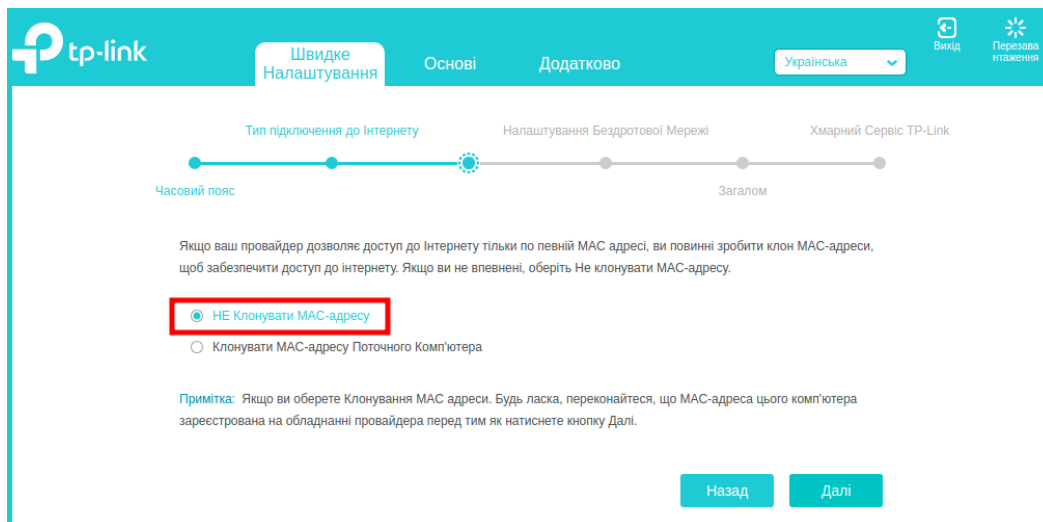 tp-link
Швидке
Налаштування
Основі
Додатково
Українська
Вихід
Перезава
нтаження
Тип підключення до Інтернету
Налаштування Бездротової Мережі
Хмарний Сервіс TP-Link
Часовий пояс
Загалом
Якщо ваш провайдер дозволяє доступ до Інтернету тільки по певній MAC адресі, ви повинні зробити клон MAC-адреси,
щоб забезпечити доступ до інтернету. Якщо ви не впевнені, оберіть Не клонувати MAC-адресу.
НЕ Клонувати MAC-адресу
Клонувати MAC-адресу Поточного Комп'ютера
Примітка: Якщо ви оберете Клонування MAC адреси. Будь ласка, переконайтеся, що MAC-адреса цього комп'ютера
зареєстрована на обладнанні провайдера перед тим як натиснете кнопку Далі.
Назад
Далі